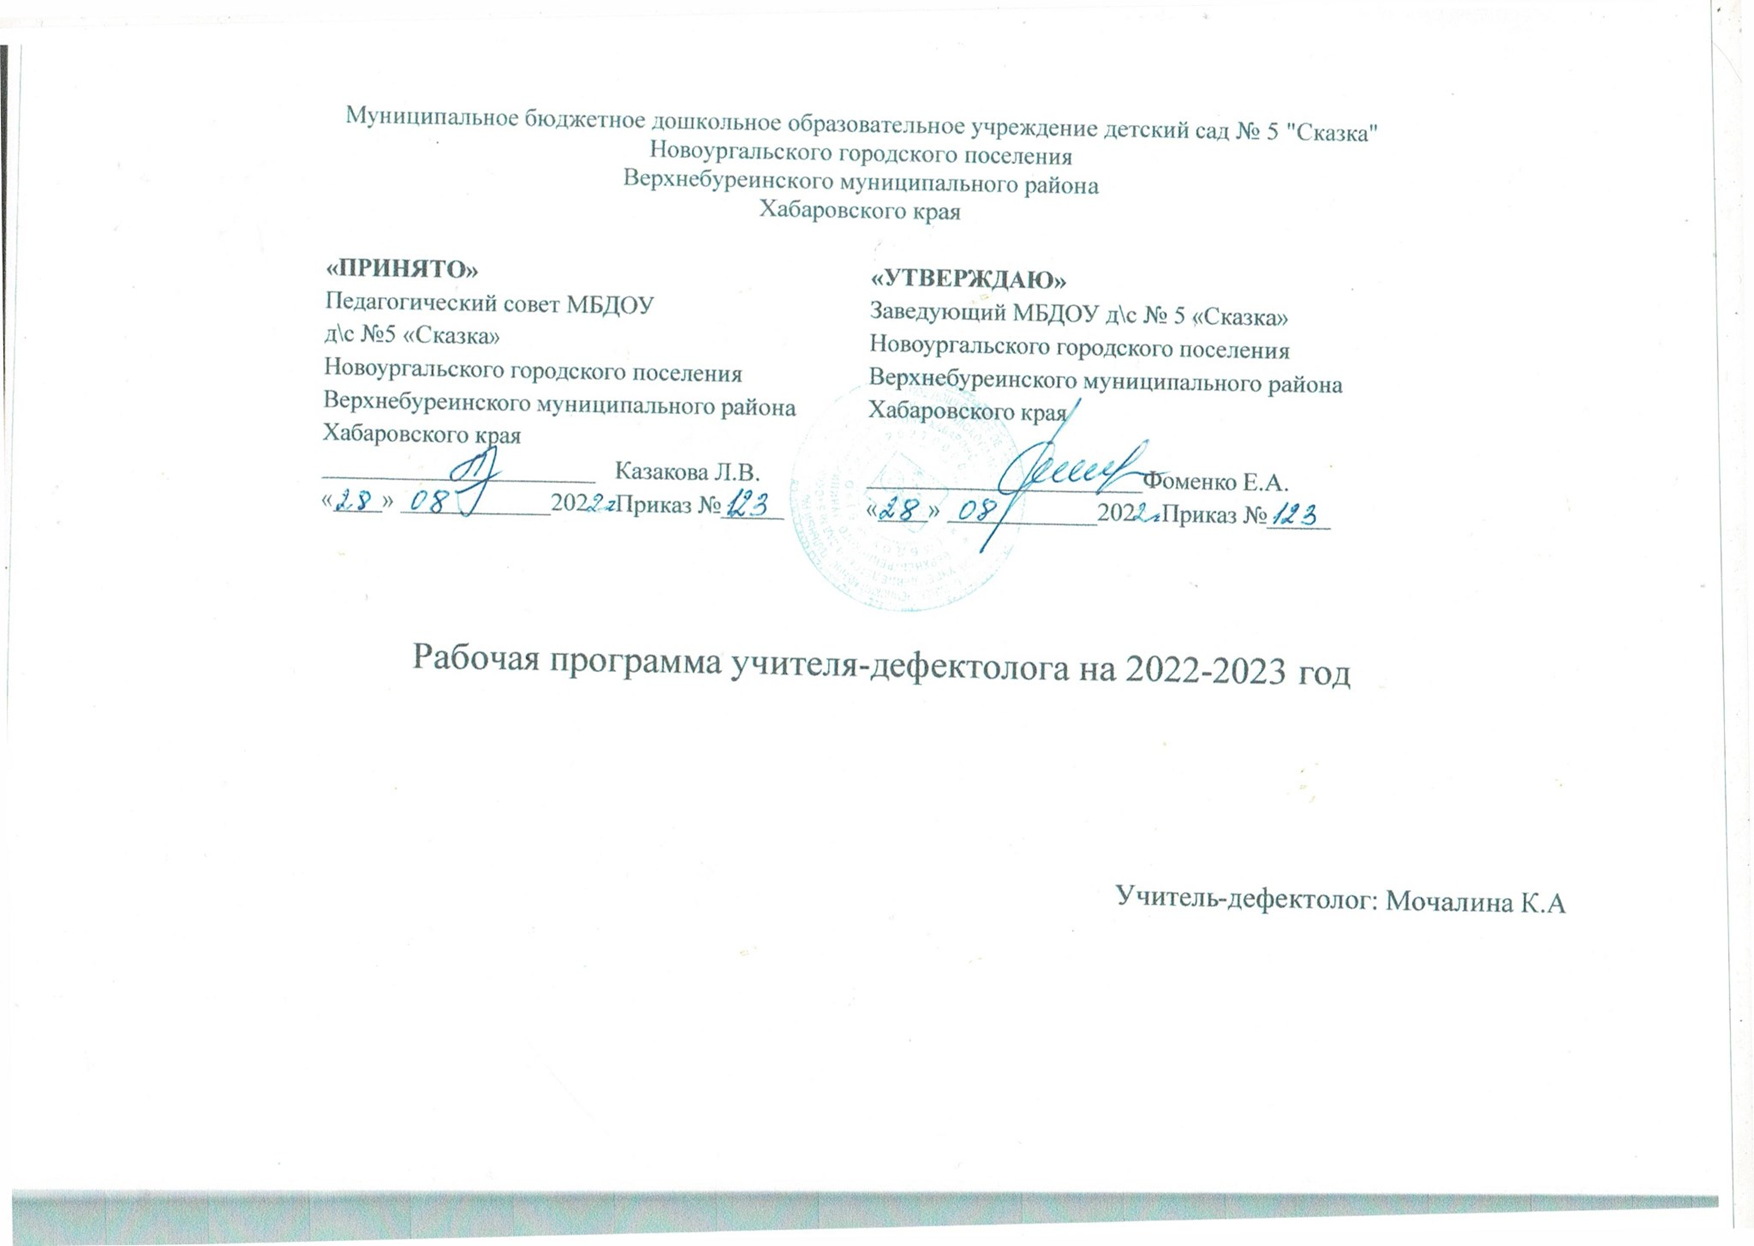 Муниципальное бюджетное дошкольное образовательное учреждение детский сад № 5 "Сказка"
Новоургальского городского поселения
Верхнебуреинского муниципального района
Хабаровского края
«ПРИНЯТО»
Педагогический совет МБДОУ
д\с №5 «Сказка»
Новоургальского городского поселения
Верхнебуреинского муниципального района
Хабаровского края
Казакова Л.В.
«28» 08 2022г Приказ № 123
«УТВЕРЖДАЮ»
Заведующий МБДОУ д\с № 5 «Сказка»
Новоургальского городского поселения
Верхнебуреинского муниципального района
Хабаровского края
Фоменко Е.А.
«28» 08 2022г Приказ № 123
Рабочая программа учителя-дефектолога на 2022-2023 год
Учитель-дефектолог: Мочалина К.А